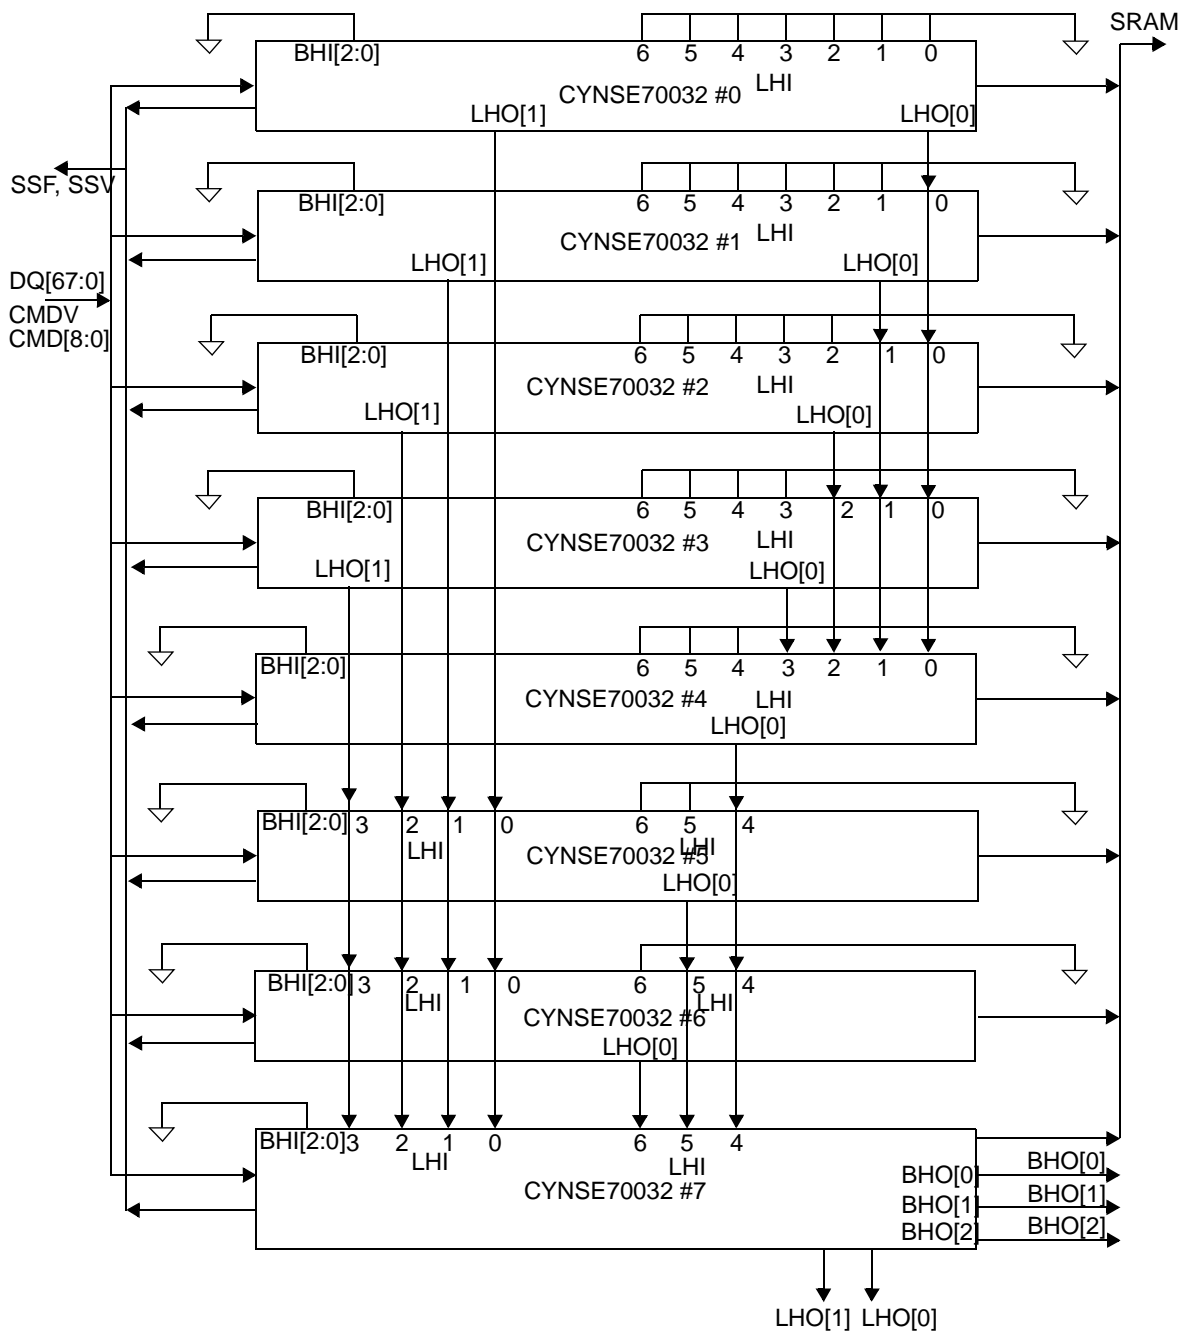 SRAM
BHI[2:0] 6 5 4 3 2 1 0
LHI
CYNSE70032 #0
LHO[1] LHO[0]
SSF, SSV
BHI[2:0] 6 5 4 3 2 1 0
LHI
CYNSE70032 #1
LHO[1] LHO[0]
DQ[67:0]
CMDV
CMD[8:0]
BHI[2:0] 6 5 4 3 2 1 0
CYNSE70032 #2 LHI
LHO[1] LHO[0]
BHI[2:0] 6 5 4 3 2 1 0
CYNSE70032 #3 LHI
LHO[1] LHO[0]
BHI[2:0] 6 5 4 3 2 1 0
CYNSE70032 #4 LHI
LHO[0]
BHI[2:0] 3 2 1 0 6 5 4
LHI CYNSE70032 #5 LHI
LHO[0]
BHI[2:0] 3 2 1 0 6 5 4
LHI LHI
CYNSE70032 #6
LHO[0]
BHI[2:0] 3 2 1 0 6 5 4
LHI LHI
CYNSE70032 #7
BHO[0] BHO[0]
BHO[1] BHO[1]
BHO[2] BHO[2]
LHO[1] LHO[0]